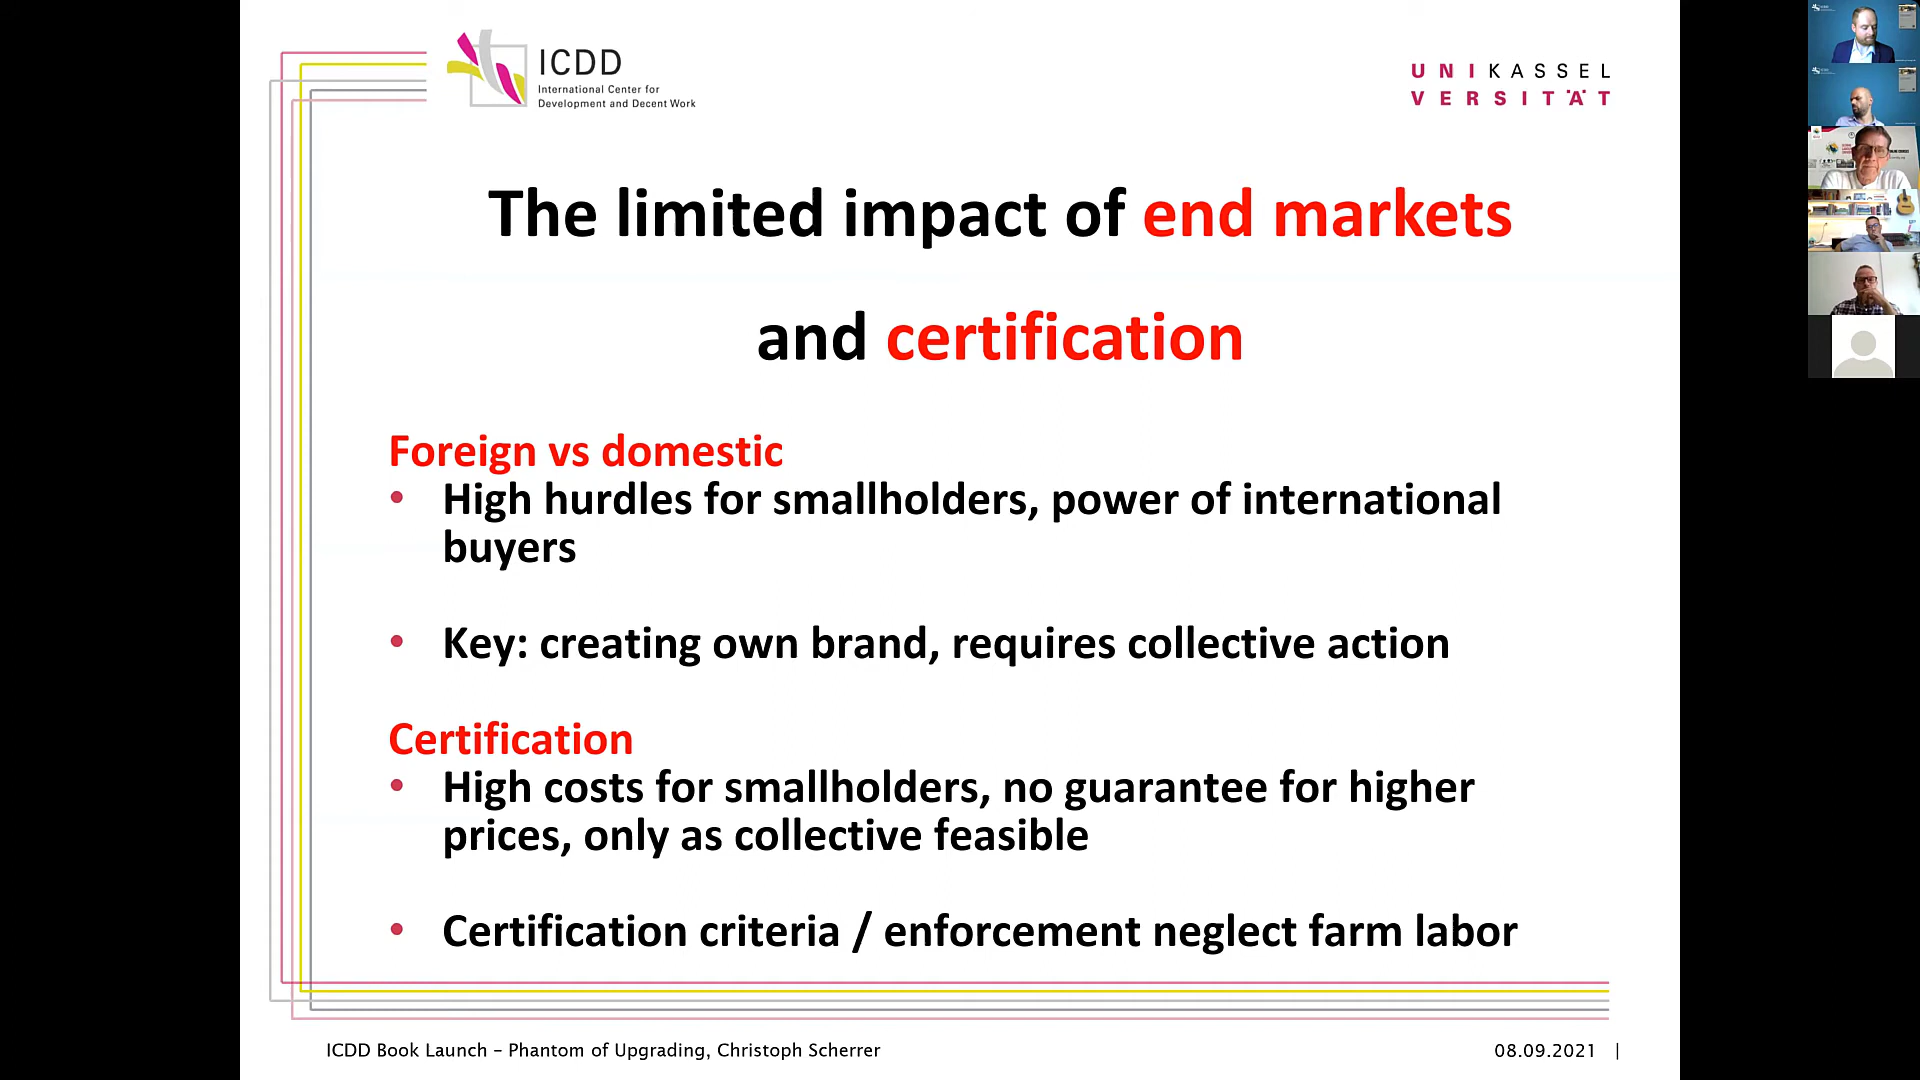 ICDD
International Center for
Development and Decent Work
UNIKASSEL
VERSITÄT
The limited impact of end markets
and certification
Foreign vs domestic
• High hurdles for smallholders, power of international
buyers
• Key: creating own brand, requires collective action
Certification
• High costs for smallholders, no guarantee for higher
prices, only as collective feasible
• Certification criteria / enforcement neglect farm labor
ICDD Book Launch – Phantom of Upgrading, Christoph Scherrer
08.09.2021 |